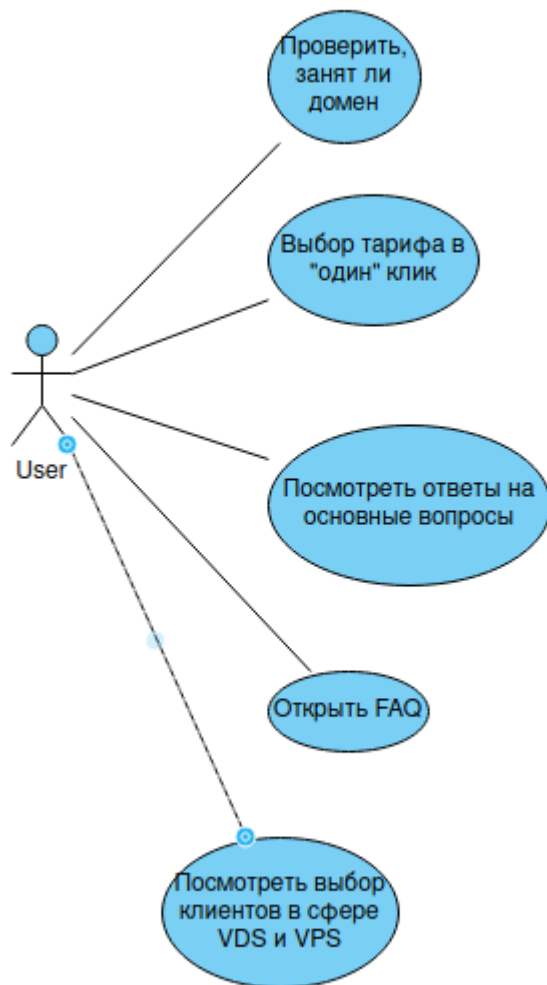 Проверить,
занят ли
домен
Выбор тарифа в
"один" клик
User
Посмотреть ответы на
основные вопросы
Открыть FAQ
Посмотреть выбор
клиентов в сфере
VDS и VPS